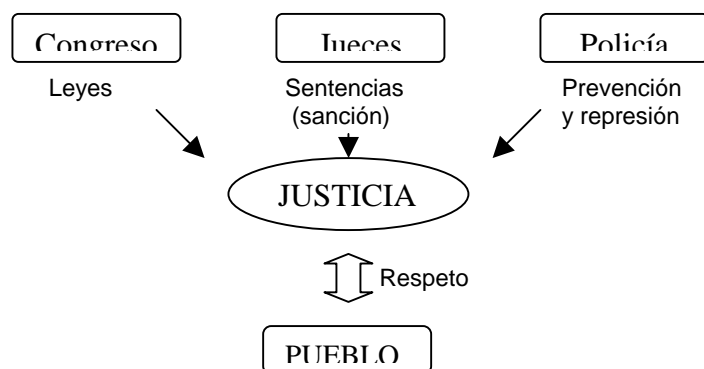 Congreso
Jueces
Policía
Leyes
Sentencias
(sanción)
Prevención
y represión
JUSTICIA
Respeto
PUEBLO